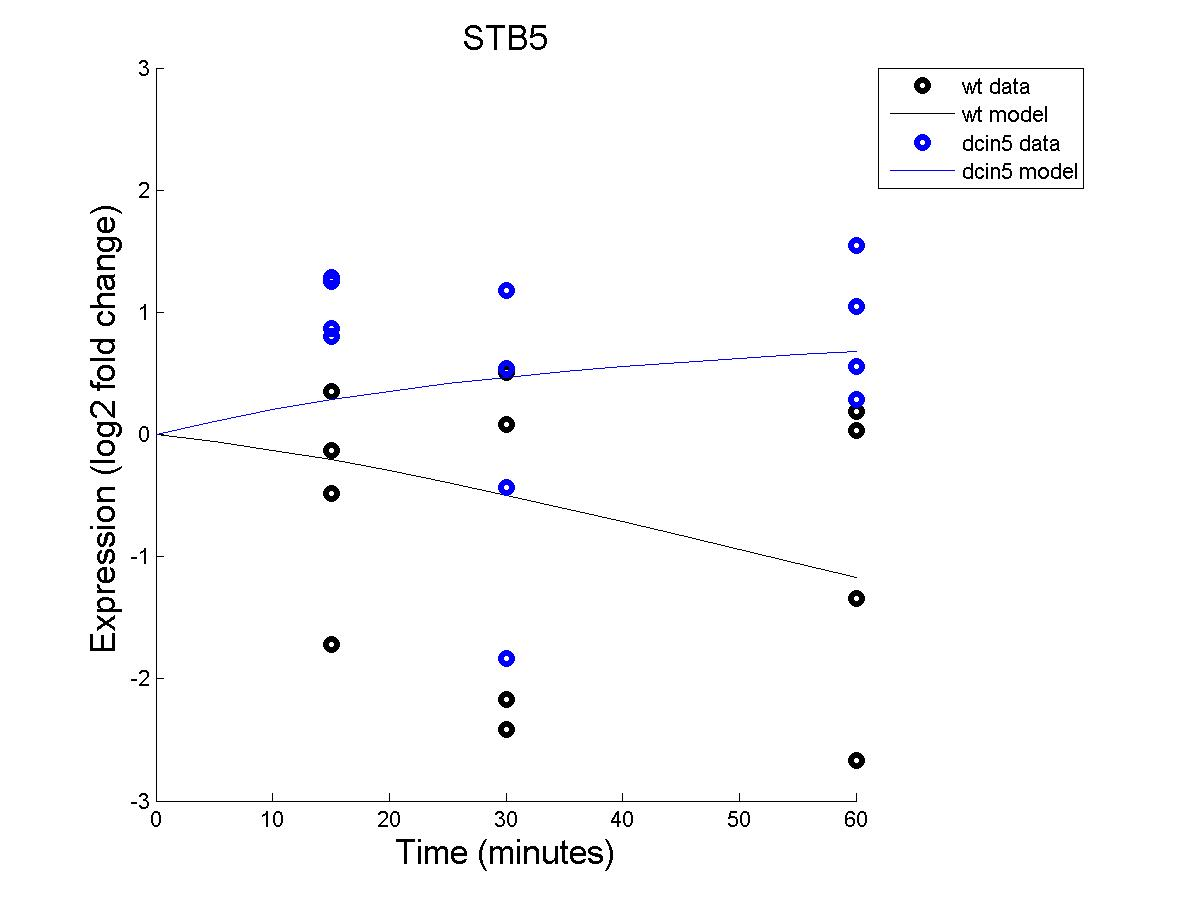 STB5
3
2
1
0
-1
-2
-3
Expression (log2 fold change)
0 10 20 30 40 50 60
Time (minutes)
wt data
wt model
dcin5 data
dcin5 model